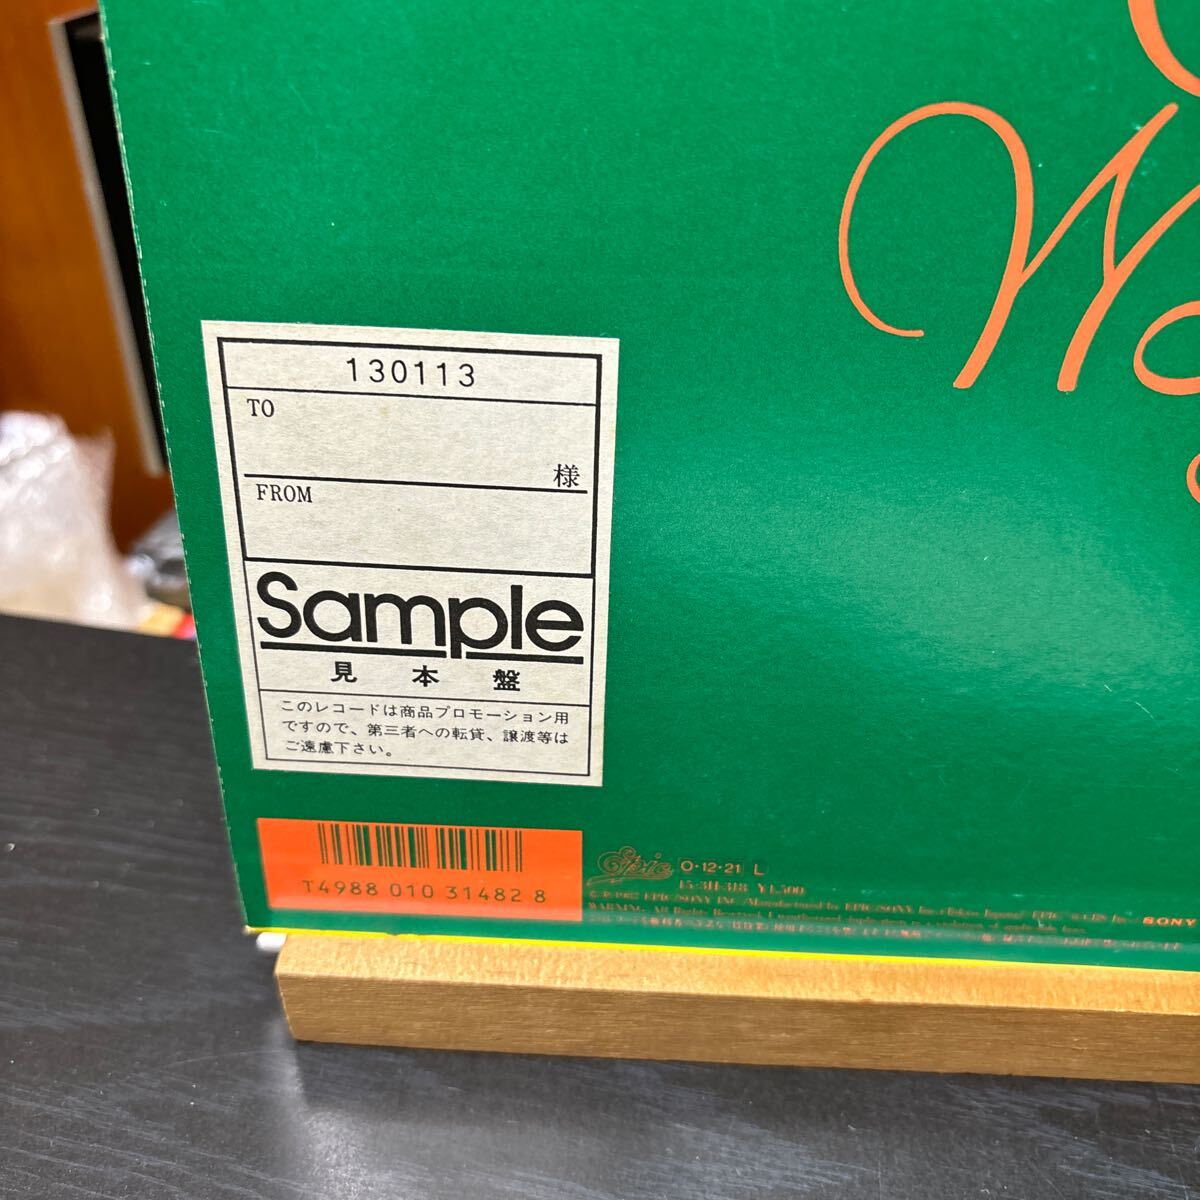 130113
TO
様
FROM
Sample
見本盤
このレコードは商品プロモーション用
ですので、第三者への転貸、譲渡等は
ご遠慮下さい。
T4988 010 31482 8
Epic O·12·21 L
15·3H-318 ¥1,500
SONY